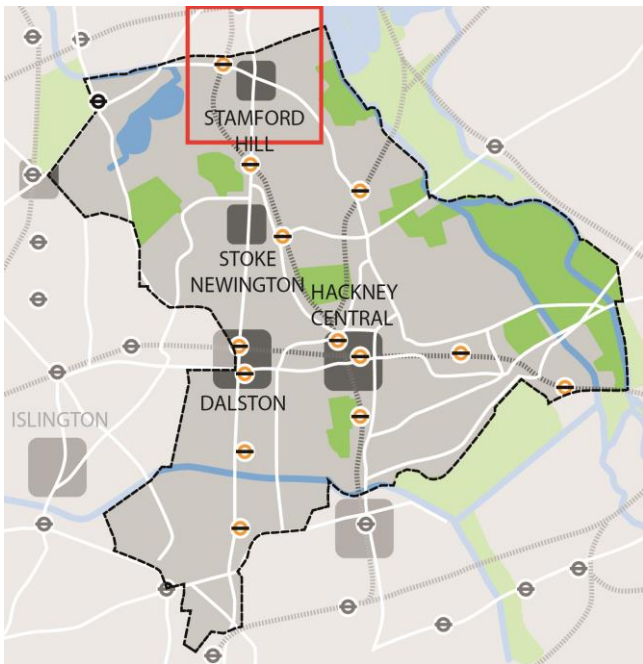 STAMFORD
HILL
STOKE
NEWINGTON
HACKNEY
CENTRAL
DALSTON
ISLINGTON